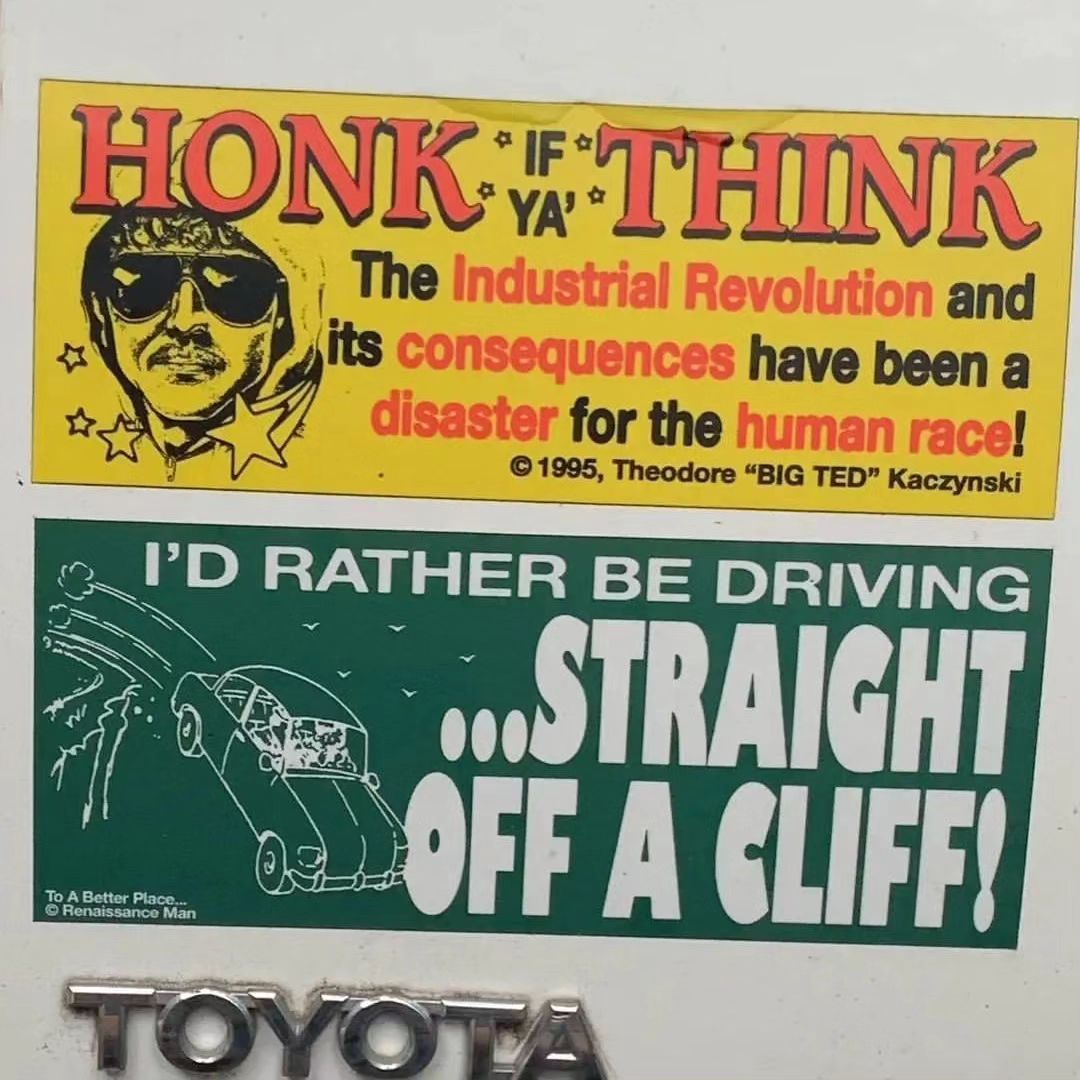 HONK IF YA' THINK
The Industrial Revolution and
its consequences have been a
disaster for the human race!
© 1995, Theodore “BIG TED” Kaczynski
I'D RATHER BE DRIVING
...STRAIGHT
OFF A CLIFF!
To A Better Place...
© Renaissance Man
TOYOTA